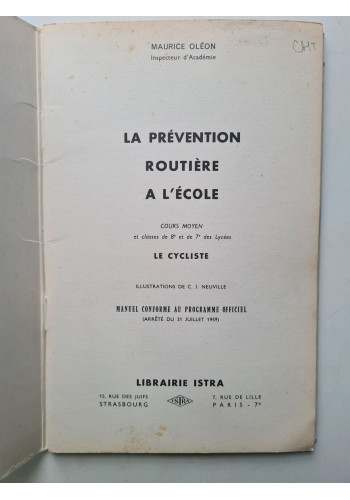 MAURICE OLÉON
Inspecteur d'Académie
LA PRÉVENTION
ROUTIÈRE
A L'ÉCOLE
COURS MOYEN
et classes de 8e et de 7e des Lycées
LE CYCLISTE
ILLUSTRATIONS DE C. J. NEUVILLE
MANUEL CONFORME AU PROGRAMME OFFICIEL
(ARRÊTÉ DU 31 JUILLET 1959)
LIBRAIRIE ISTRA
15, RUE DES JUIFS
STRASBOURG
ISTRA
7, RUE DE LILLE
PARIS - 7e